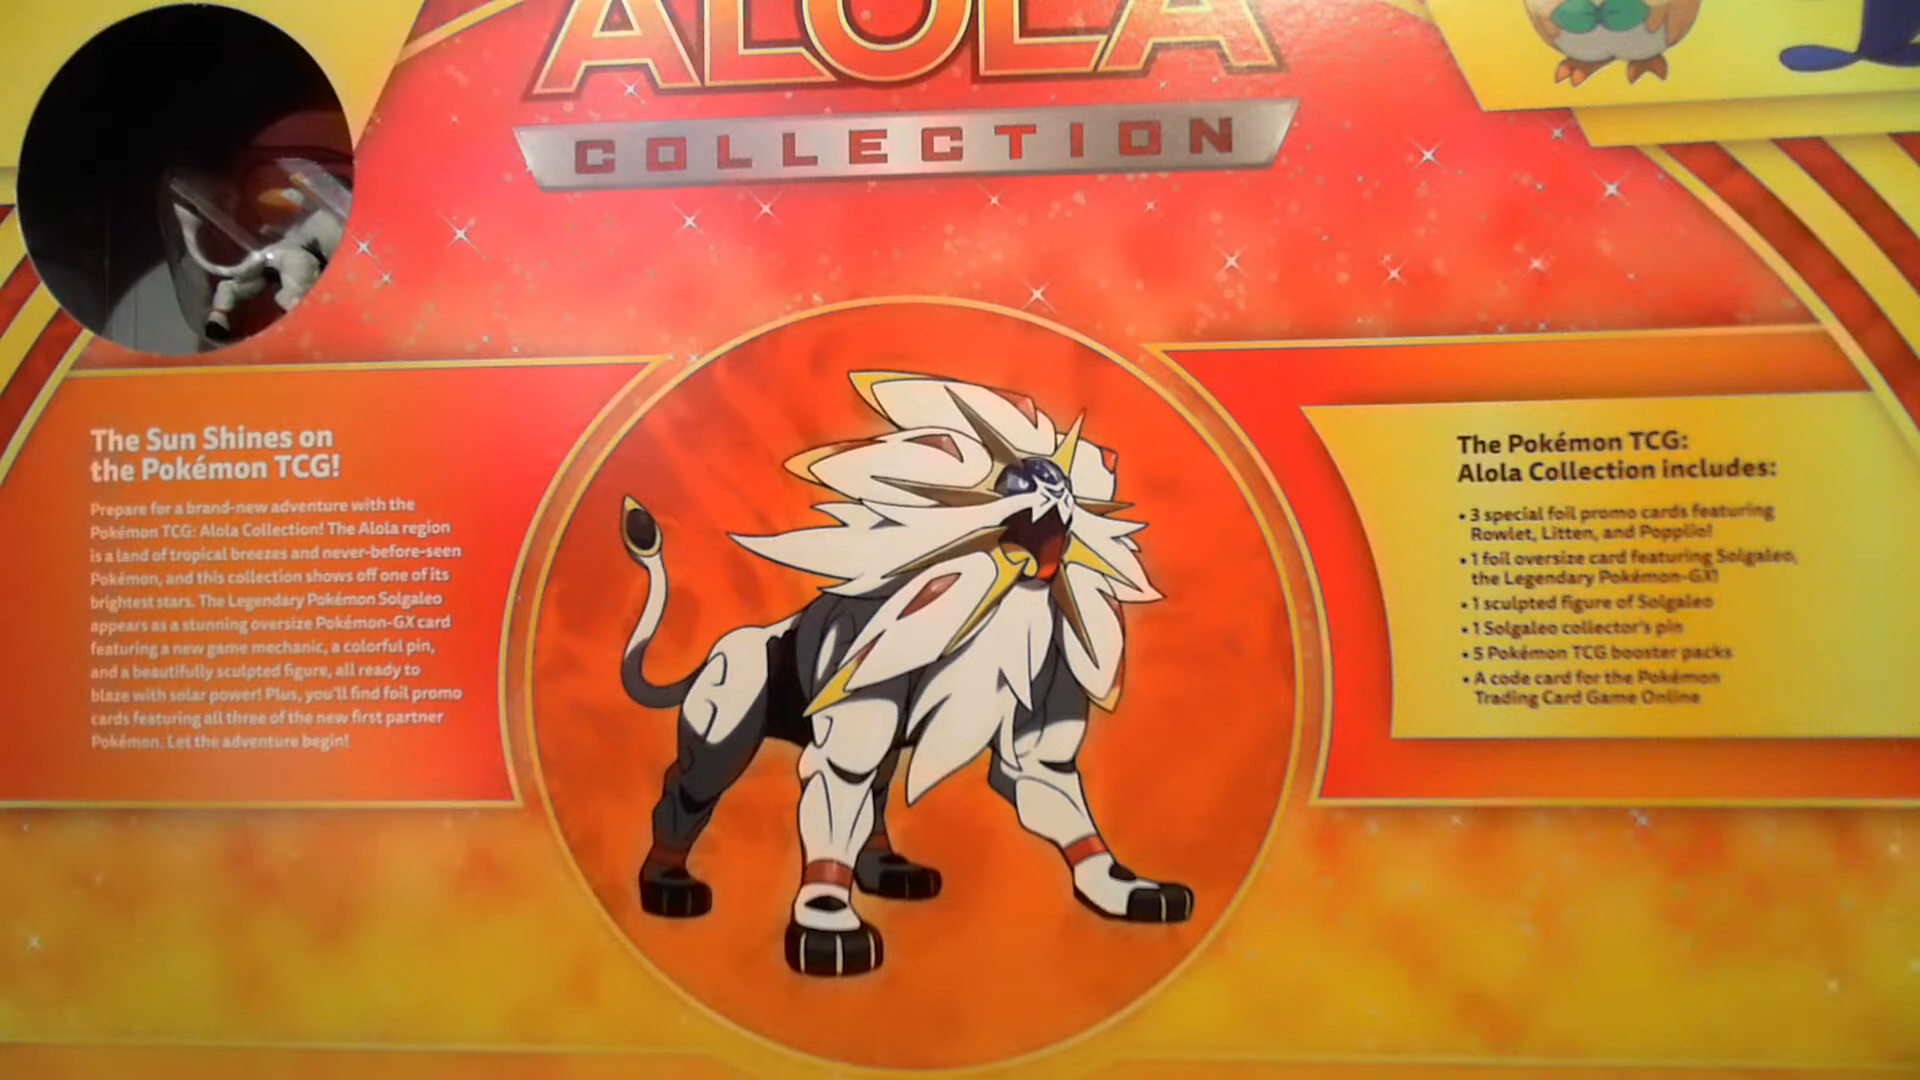 ALOLA
COLLECTION
The Sun Shines on
the Pokémon TCG!
Prepare for a brand-new adventure with the
Pokémon TCG: Alola Collection! The Alola region
is a land of tropical breezes and never-before-seen
Pokémon, and this collection shows off one of its
brightest stars. The Legendary Pokémon Solgaleo
appears as a stunning oversize Pokémon-GX card
featuring a new game mechanic, a colorful pin,
and a beautifully sculpted figure, all ready to
blaze with solar power! Plus, you'll find foil promo
cards featuring all three of the new first partner
Pokémon. Let the adventure begin!
The Pokémon TCG:
Alola Collection includes:
• 3 special foil promo cards featuring
Rowlet, Litten, and Popplio!
• 1 foil oversize card featuring Solgaleo,
the Legendary Pokémon-GX!
• 1 sculpted figure of Solgaleo
• 1 Solgaleo collector's pin
• 5 Pokémon TCG booster packs
• A code card for the Pokémon
Trading Card Game Online